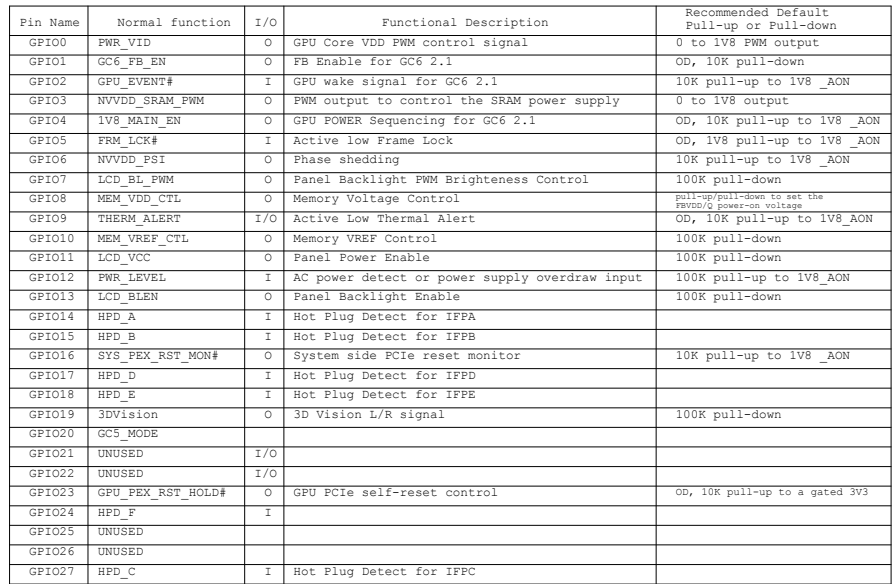 Pin Name Normal function I/O Functional Description Recommended Default Pull-up or Pull-down
GPIO0 PWR_VID O GPU Core VDD PWM control signal 0 to 1V8 PWM output
GPIO1 GC6_FB_EN O FB Enable for GC6 2.1 OD, 10K pull-down
GPIO2 GPU_EVENT# I GPU wake signal for GC6 2.1 10K pull-up to 1V8 _AON
GPIO3 NVVDD_SRAM_PWM O PWM output to control the SRAM power supply 0 to 1V8 output
GPIO4 1V8_MAIN_EN O GPU POWER Sequencing for GC6 2.1 OD, 10K pull-up to 1V8 _AON
GPIO5 FRM_LCK# I Active low Frame Lock OD, 1V8 pull-up to 1V8 _AON
GPIO6 NVVDD_PSI O Phase shedding 10K pull-up to 1V8 _AON
GPIO7 LCD_BL_PWM O Panel Backlight PWM Brighteness Control 100K pull-down
GPIO8 MEM_VDD_CTL O Memory Voltage Control pull-up/pull-down to set the FBVDD/Q power-on voltage
GPIO9 THERM_ALERT I/O Active Low Thermal Alert OD, 10K pull-up to 1V8_AON
GPIO10 MEM_VREF_CTL O Memory VREF Control 100K pull-down
GPIO11 LCD_VCC O Panel Power Enable 100K pull-down
GPIO12 PWR_LEVEL I AC power detect or power supply overdraw input 100K pull-up to 1V8_AON
GPIO13 LCD_BLEN O Panel Backlight Enable 100K pull-down
GPIO14 HPD_A I Hot Plug Detect for IFPA
GPIO15 HPD_B I Hot Plug Detect for IFPB
GPIO16 SYS_PEX_RST_MON# O System side PCIe reset monitor 10K pull-up to 1V8 _AON
GPIO17 HPD_D I Hot Plug Detect for IFPD
GPIO18 HPD_E I Hot Plug Detect for IFPE
GPIO19 3DVision O 3D Vision L/R signal 100K pull-down
GPIO20 GC5_MODE
GPIO21 UNUSED I/O
GPIO22 UNUSED I/O
GPIO23 GPU_PEX_RST_HOLD# O GPU PCIe self-reset control OD, 10K pull-up to a gated 3V3
GPIO24 HPD_F I
GPIO25 UNUSED
GPIO26 UNUSED
GPIO27 HPD_C I Hot Plug Detect for IFPC